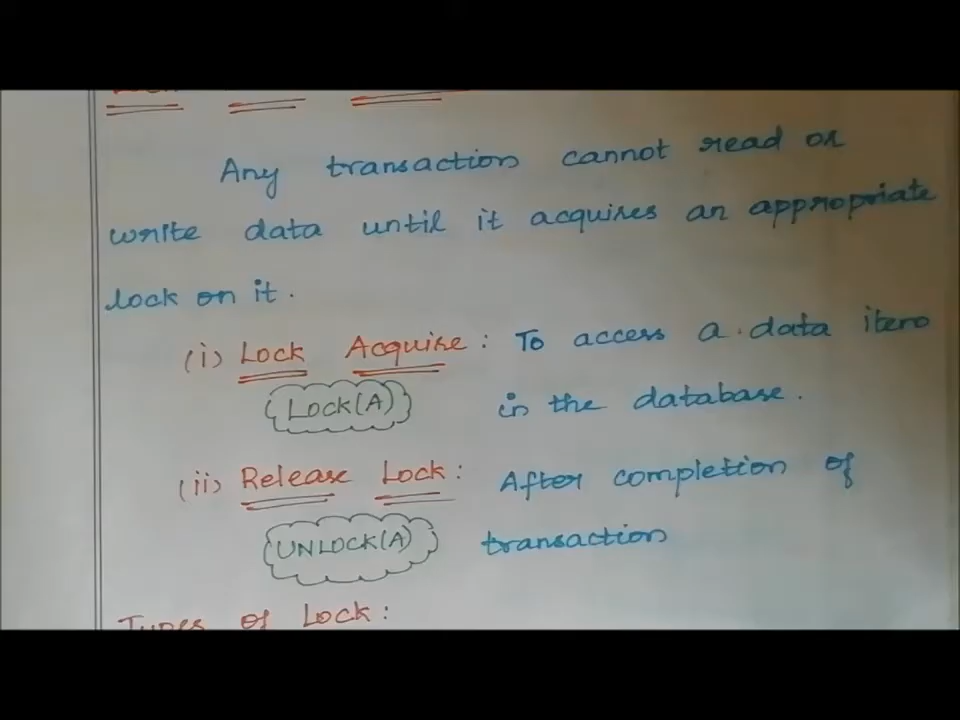 Any transaction cannot read or
write data until it acquires an appropriate
lock on it.
(i) Lock Acquire : To access a data item
Lock(A) in the database.
(ii) Release Lock : After completion of
UNLOCK(A) transaction
Types of Lock :